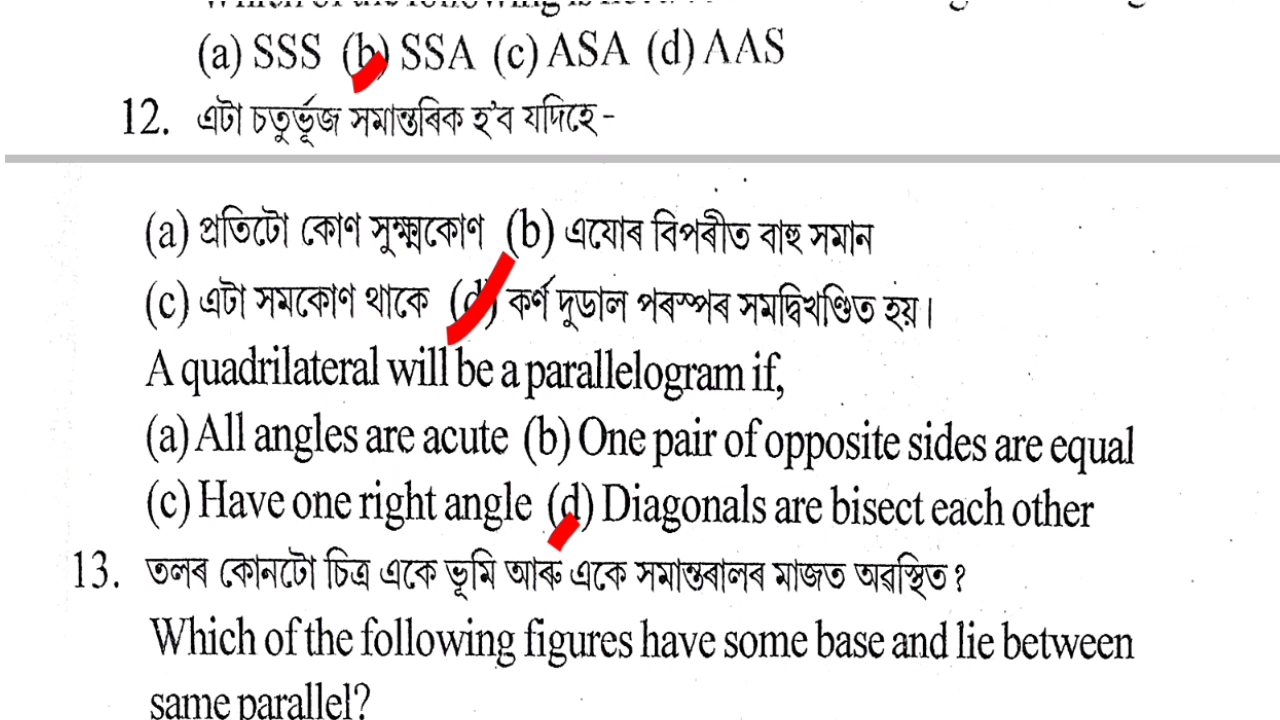 (a) SSS (b) SSA (c) ASA (d) AAS
12. এটা চতুৰ্ভূজ সমান্তৰিক হ'ব যদিহে -
(a) প্ৰতিটো কোণ সুক্ষ্মকোণ (b) এযোৰ বিপৰীত বাহু সমান
(c) এটা সমকোণ থাকে (d) কৰ্ণ দুডাল পৰস্পৰ সমদ্বিখণ্ডিত হয়।
A quadrilateral will be a parallelogram if,
(a) All angles are acute (b) One pair of opposite sides are equal
(c) Have one right angle (d) Diagonals are bisect each other
13. তলৰ কোনটো চিত্ৰ একে ভূমি আৰু একে সমান্তৰালৰ মাজত অৱস্থিত?
Which of the following figures have some base and lie between
same parallel?